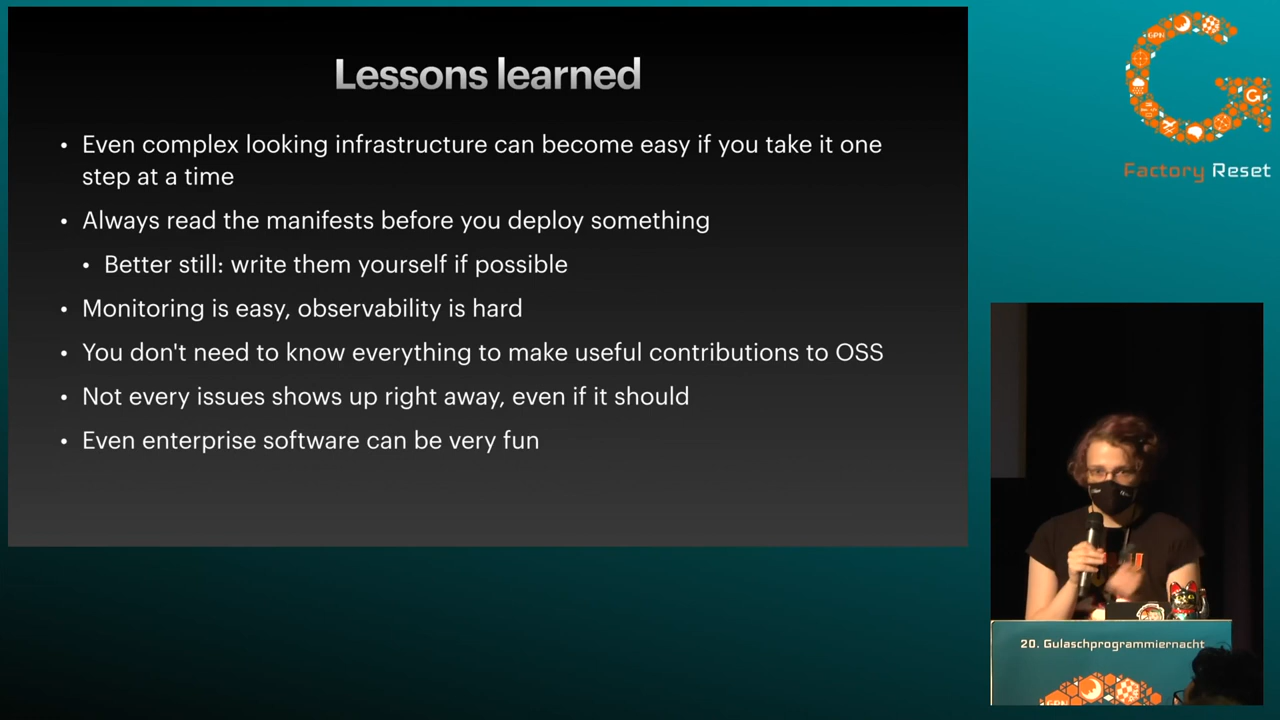 Lessons learned
• Even complex looking infrastructure can become easy if you take it one
step at a time
• Always read the manifests before you deploy something
• Better still: write them yourself if possible
• Monitoring is easy, observability is hard
• You don't need to know everything to make useful contributions to OSS
• Not every issues shows up right away, even if it should
• Even enterprise software can be very fun
GPN
G
Factory Reset
20. Gulaschprogrammiernacht
GPN